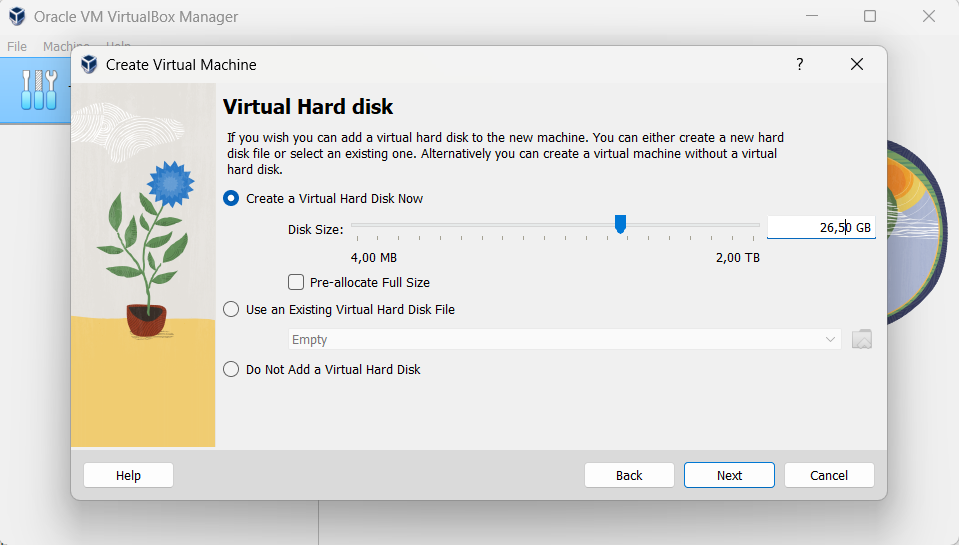 Oracle VM VirtualBox Manager
File Machine Help
Create Virtual Machine ?
Virtual Hard disk
If you wish you can add a virtual hard disk to the new machine. You can either create a new hard
disk file or select an existing one. Alternatively you can create a virtual machine without a virtual
hard disk.
Create a Virtual Hard Disk Now
Disk Size: 26,50 GB
4,00 MB 2,00 TB
Pre-allocate Full Size
Use an Existing Virtual Hard Disk File
Empty
Do Not Add a Virtual Hard Disk
Help Back Next Cancel